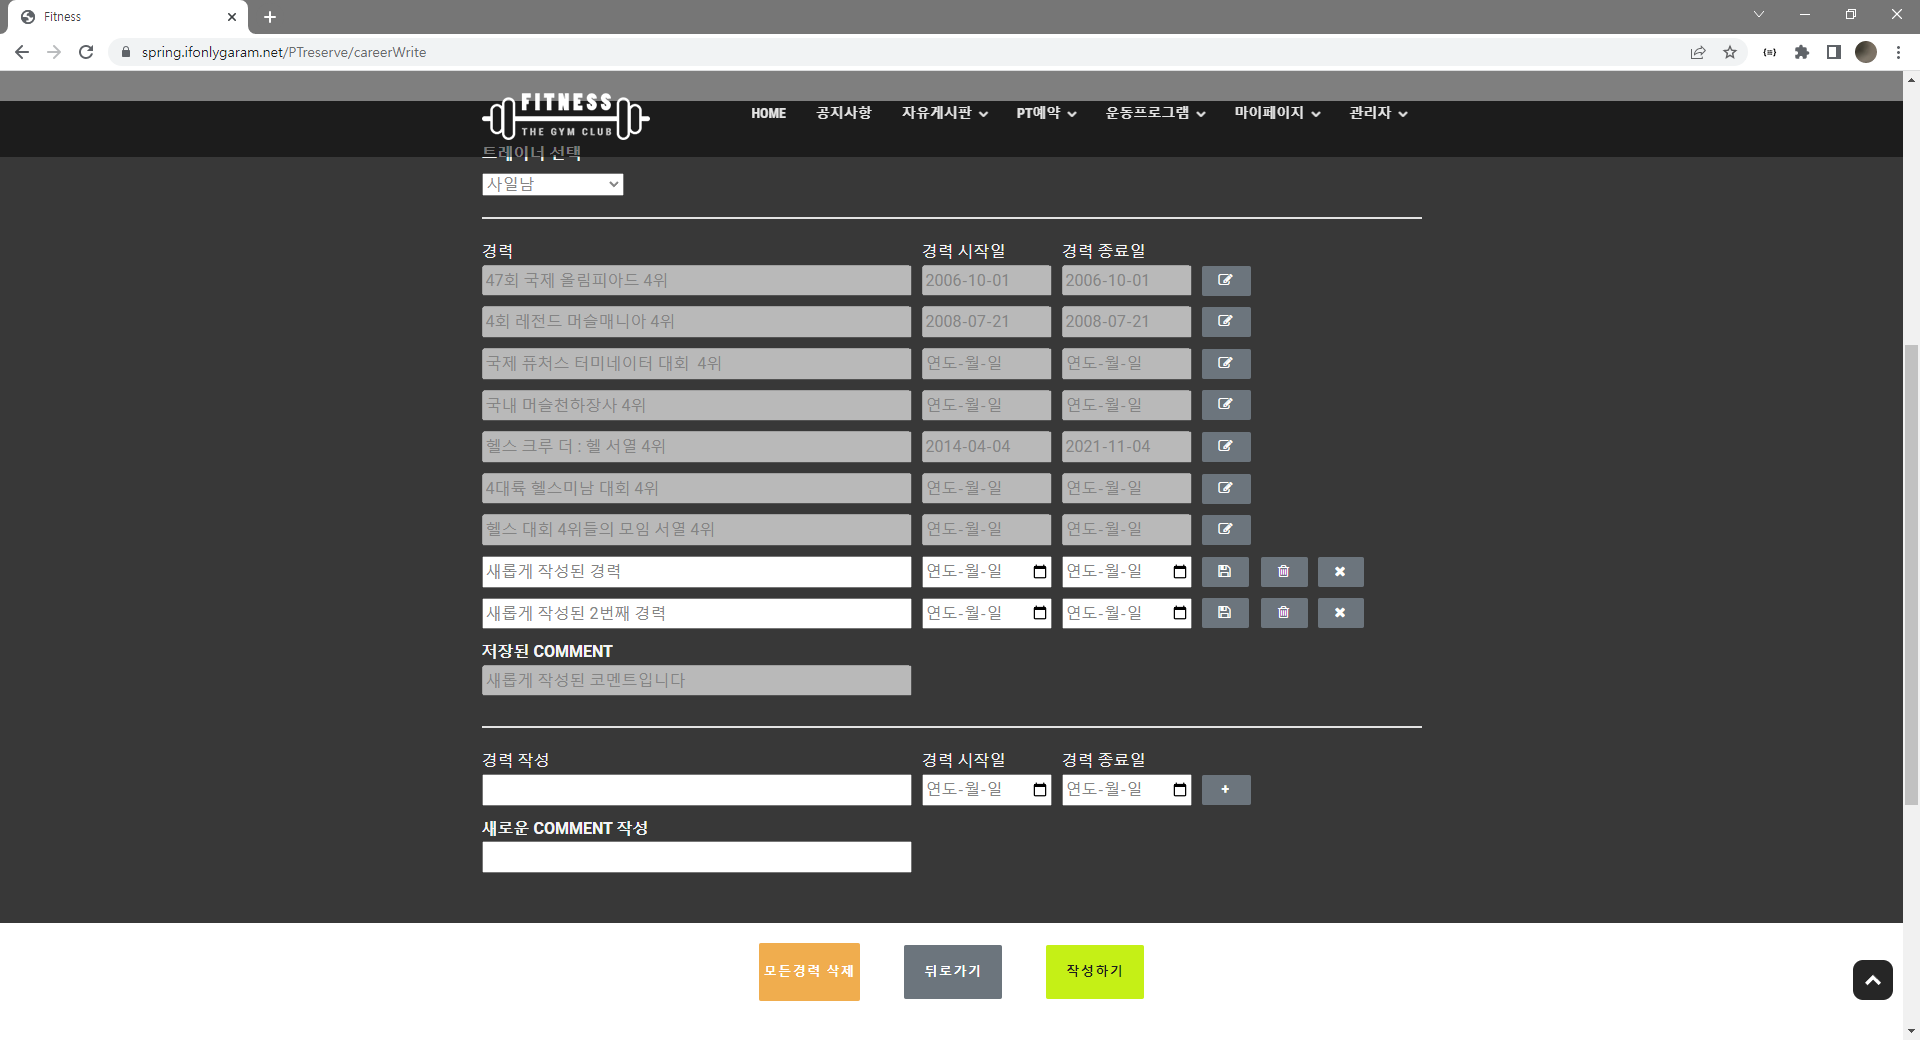 Fitness
spring.ifonlygaram.net/PTreserve/careerWrite
FITNESS
THE GYM CLUB
HOME 공지사항 자유게시판 PT예약 운동프로그램 마이페이지 관리자
트레이너 선택
사일남
경력 경력 시작일 경력 종료일
47회 국제 올림피아드 4위 2006-10-01 2006-10-01
4회 레전드 머슬매니아 4위 2008-07-21 2008-07-21
국제 퓨처스 터미네이터 대회 4위 연도-월-일 연도-월-일
국내 머슬천하장사 4위 연도-월-일 연도-월-일
헬스 크루 더 : 헬 서열 4위 2014-04-04 2021-11-04
4대륙 헬스미남 대회 4위 연도-월-일 연도-월-일
헬스 대회 4위들의 모임 서열 4위 연도-월-일 연도-월-일
새롭게 작성된 경력 연도-월-일 연도-월-일
새롭게 작성된 2번째 경력 연도-월-일 연도-월-일
저장된 COMMENT
새롭게 작성된 코멘트입니다
경력 작성 경력 시작일 경력 종료일
연도-월-일 연도-월-일 +
새로운 COMMENT 작성
모든경력 삭제 뒤로가기 작성하기